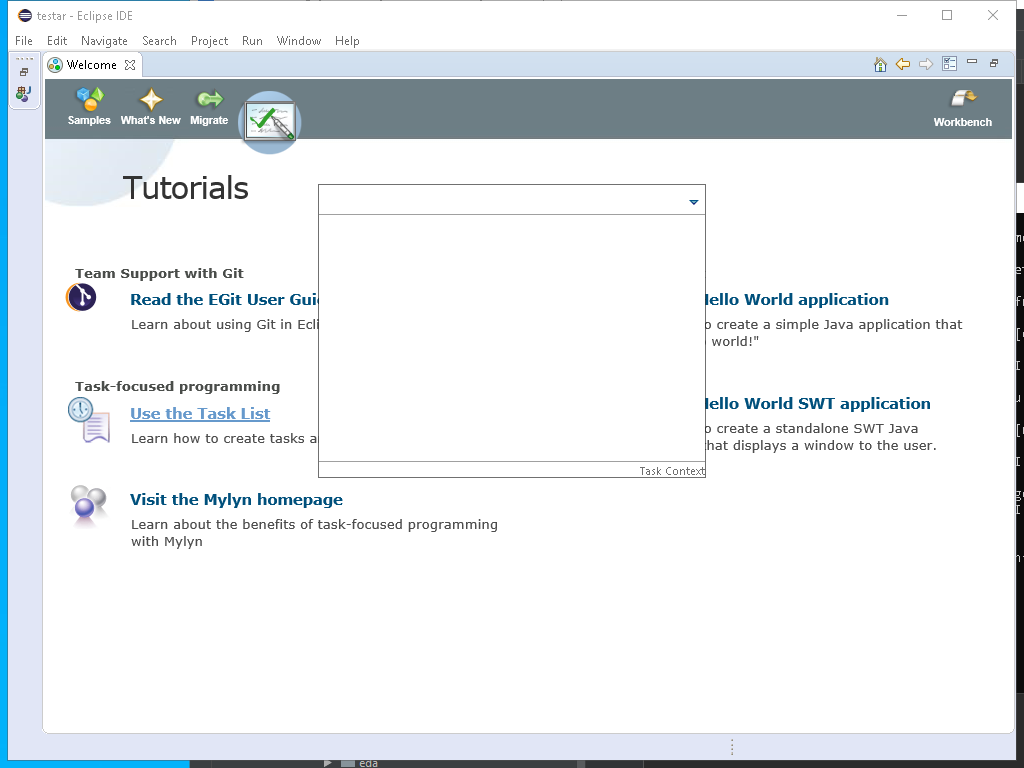 testar - Eclipse IDE
File Edit Navigate Search Project Run Window Help
Welcome
Samples What's New Migrate Workbench
Tutorials
Team Support with Git
Read the EGit User Gui
Learn about using Git in Ecli
Task-focused programming
Use the Task List
Learn how to create tasks a
Visit the Mylyn homepage
Learn about the benefits of task-focused programming
with Mylyn
ello World application
o create a simple Java application that
world!"
ello World SWT application
o create a standalone SWT Java
hat displays a window to the user.
Task Context
eda